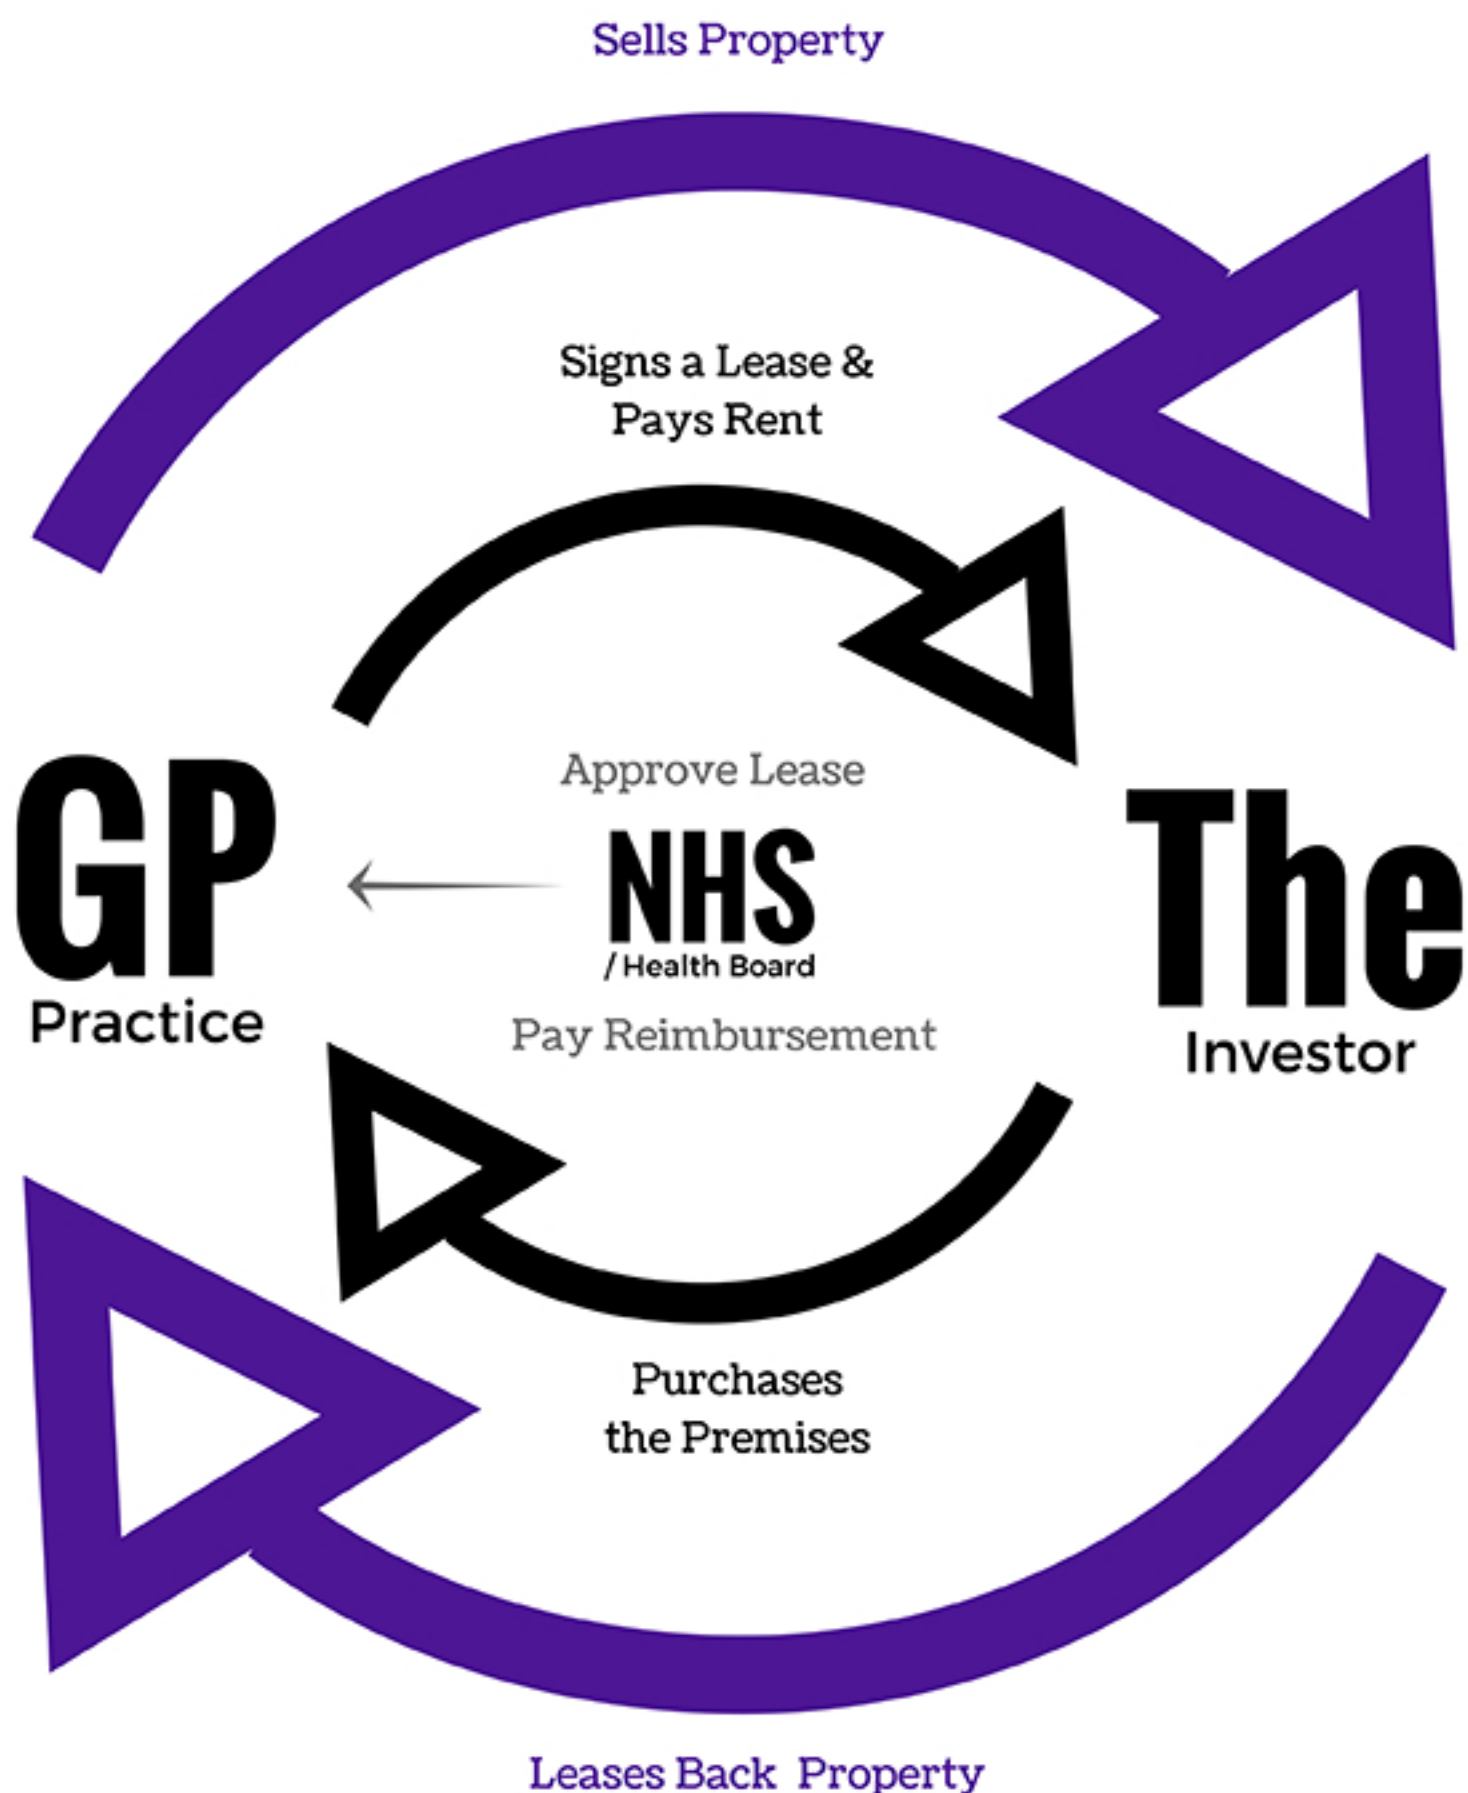 Sells Property
Signs a Lease &
Pays Rent
Approve Lease
GP
Practice
NHS
/ Health Board
The
Investor
Pay Reimbursement
Purchases
the Premises
Leases Back Property